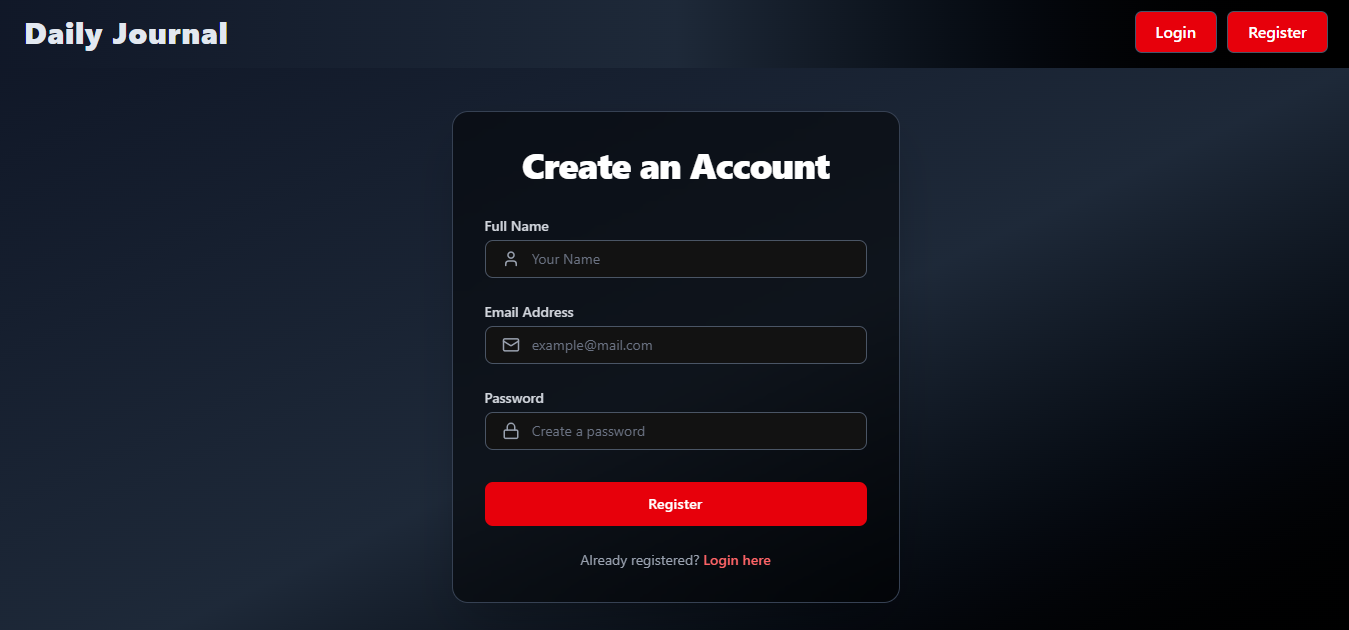 Daily Journal
Login
Register
Create an Account
Full Name
Your Name
Email Address
example@mail.com
Password
Create a password
Register
Already registered? Login here